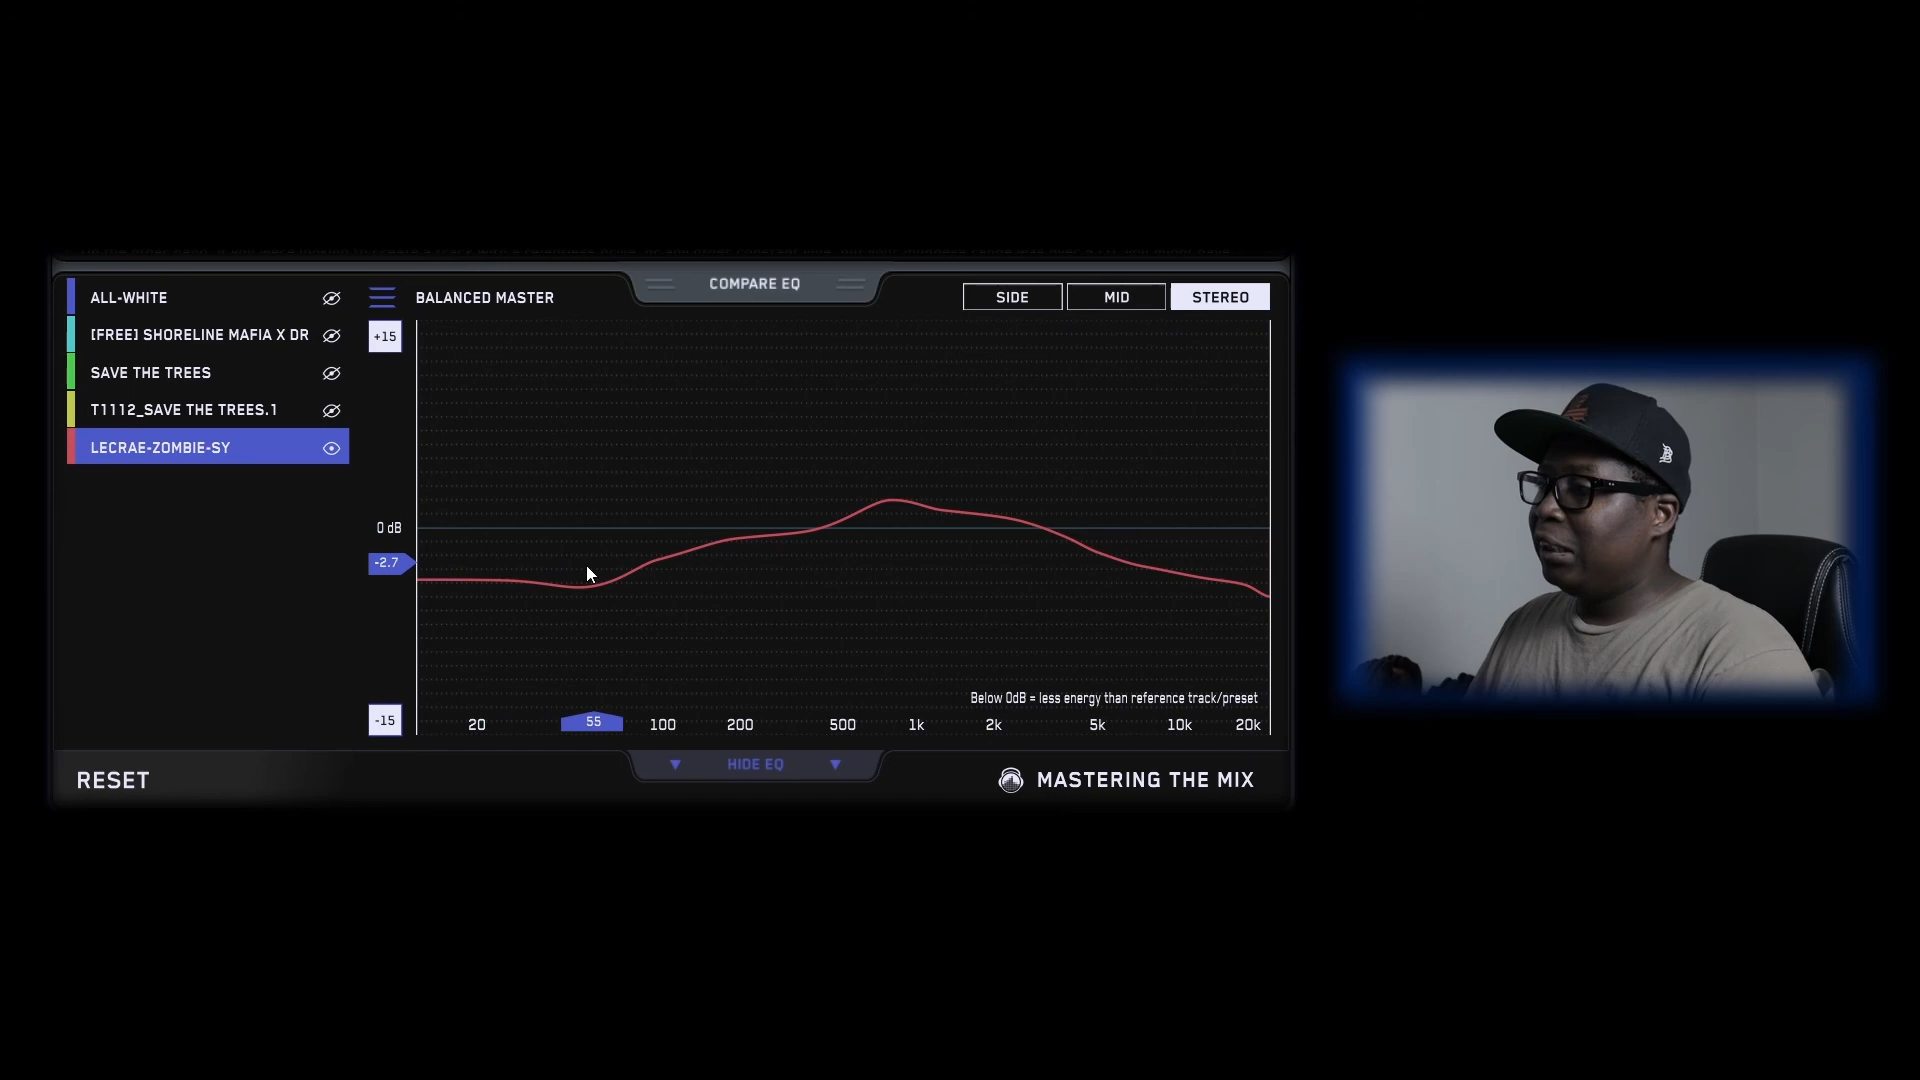 COMPARE EQ
ALL-WHITE
BALANCED MASTER
SIDE
MID
STEREO
[FREE] SHORELINE MAFIA X DR
+15
SAVE THE TREES
T1112_SAVE THE TREES.1
LECRAE-ZOMBIE-SY
0 dB
-2.7
Below 0dB = less energy than reference track/preset
-15
20
55
100
200
500
1k
2k
5k
10k
20k
HIDE EQ
RESET
MASTERING THE MIX